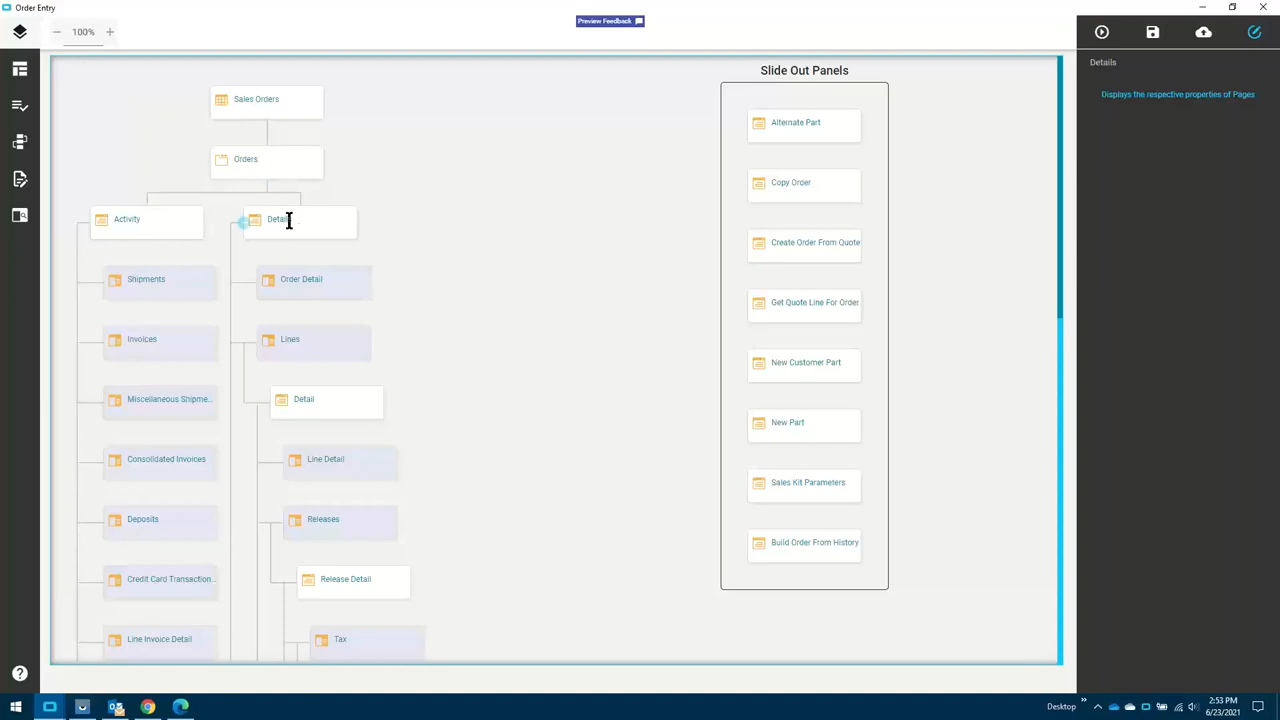 Order Entry
Preview Feedback
100%
Slide Out Panels
Details
Displays the respective properties of Pages
Sales Orders
Orders
Activity
Shipments
Invoices
Miscellaneous Shipme...
Consolidated Invoices
Deposits
Credit Card Transaction...
Line Invoice Detail
Order Detail
Lines
Detail
Line Detail
Releases
Release Detail
Tax
Alternate Part
Copy Order
Create Order From Quote
Get Quote Line For Order
New Customer Part
New Part
Sales Kit Parameters
Build Order From History
Desktop
2:53 PM
6/23/2021